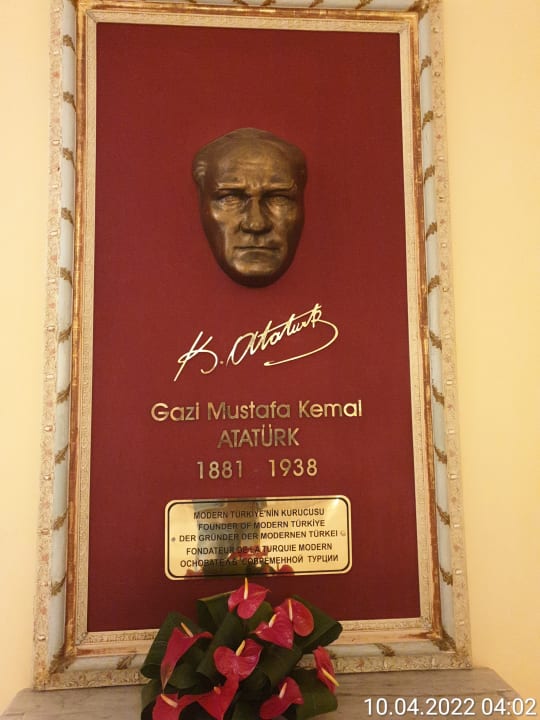 K. Atatürk
Gazi Mustafa Kemal
ATATÜRK
1881 1938
MODERN TÜRKİYE'NİN KURUCUSU
FOUNDER OF MODERN TÜRKİYE
DER GRÜNDER DER MODERNEN TÜRKEI
FONDATEUR DE LA TURQUIE MODERN
ОСНОВАТЕЛЬ СОВРЕМЕННОЙ ТУРЦИИ
10.04.2022 04:02